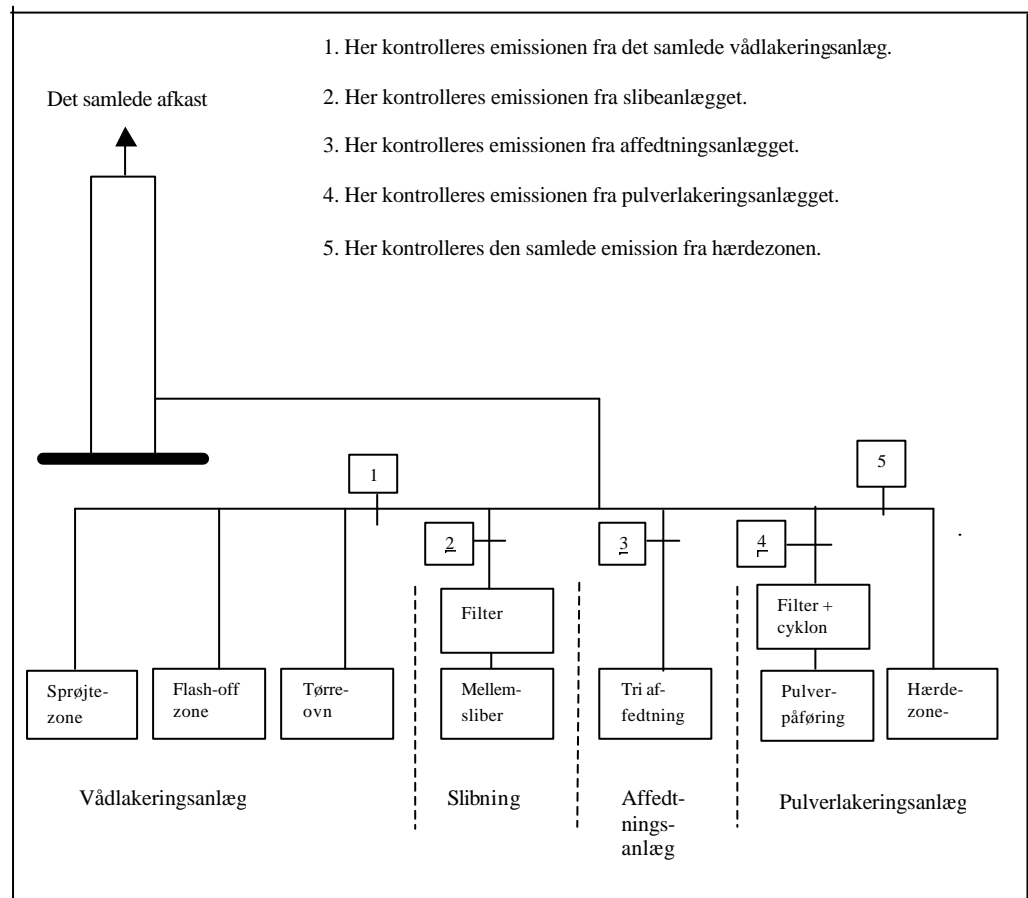 1. Her kontrolleres emissionen fra det samlede vådlakeringsanlæg.
2. Her kontrolleres emissionen fra slibeanlægget.
3. Her kontrolleres emissionen fra affedtningsanlægget.
4. Her kontrolleres emissionen fra pulverlakeringsanlægget.
5. Her kontrolleres den samlede emission fra hærdezonen.
Det samlede afkast
1
5
2
3
4
Filter
Filter +
cyklon
Sprøjte-
zone
Flash-off
zone
Tørre-
ovn
Mellem-
sliber
Tri af-
fedtning
Pulver-
påføring
Hærde-
zone-
Vådlakeringsanlæg
Slibning
Affedt-
nings-
anlæg
Pulverlakeringsanlæg